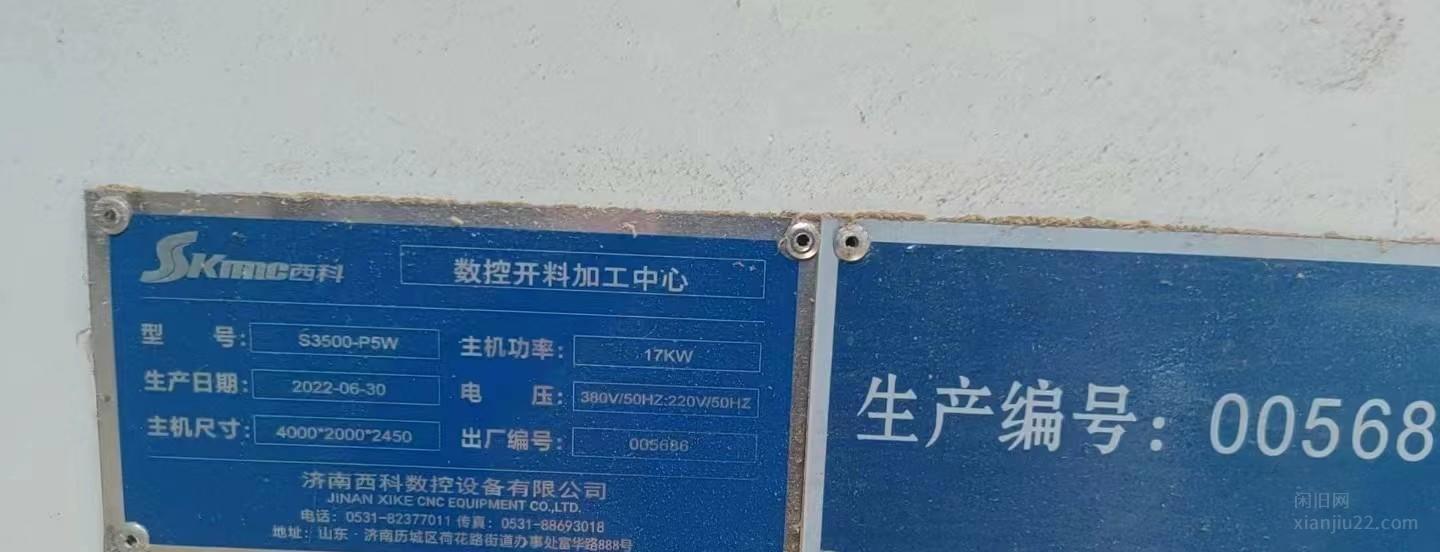 SKmc西科
数控开料加工中心
型 号: S3500-P5W
主机功率: 17KW
生产日期: 2022-06-30
电 压: 380V/50HZ:220V/50HZ
主机尺寸: 4000*2000*2450
出厂编号: 005686
济南西科数控设备有限公司
JINAN XIKE CNC EQUIPMENT CO.,LTD.
电话: 0531-82377011 传真: 0531-88693018
地址: 山东·济南历城区荷花路街道办事处富华路888号
生产编号: 00568
闲旧网
xianjiu22.com